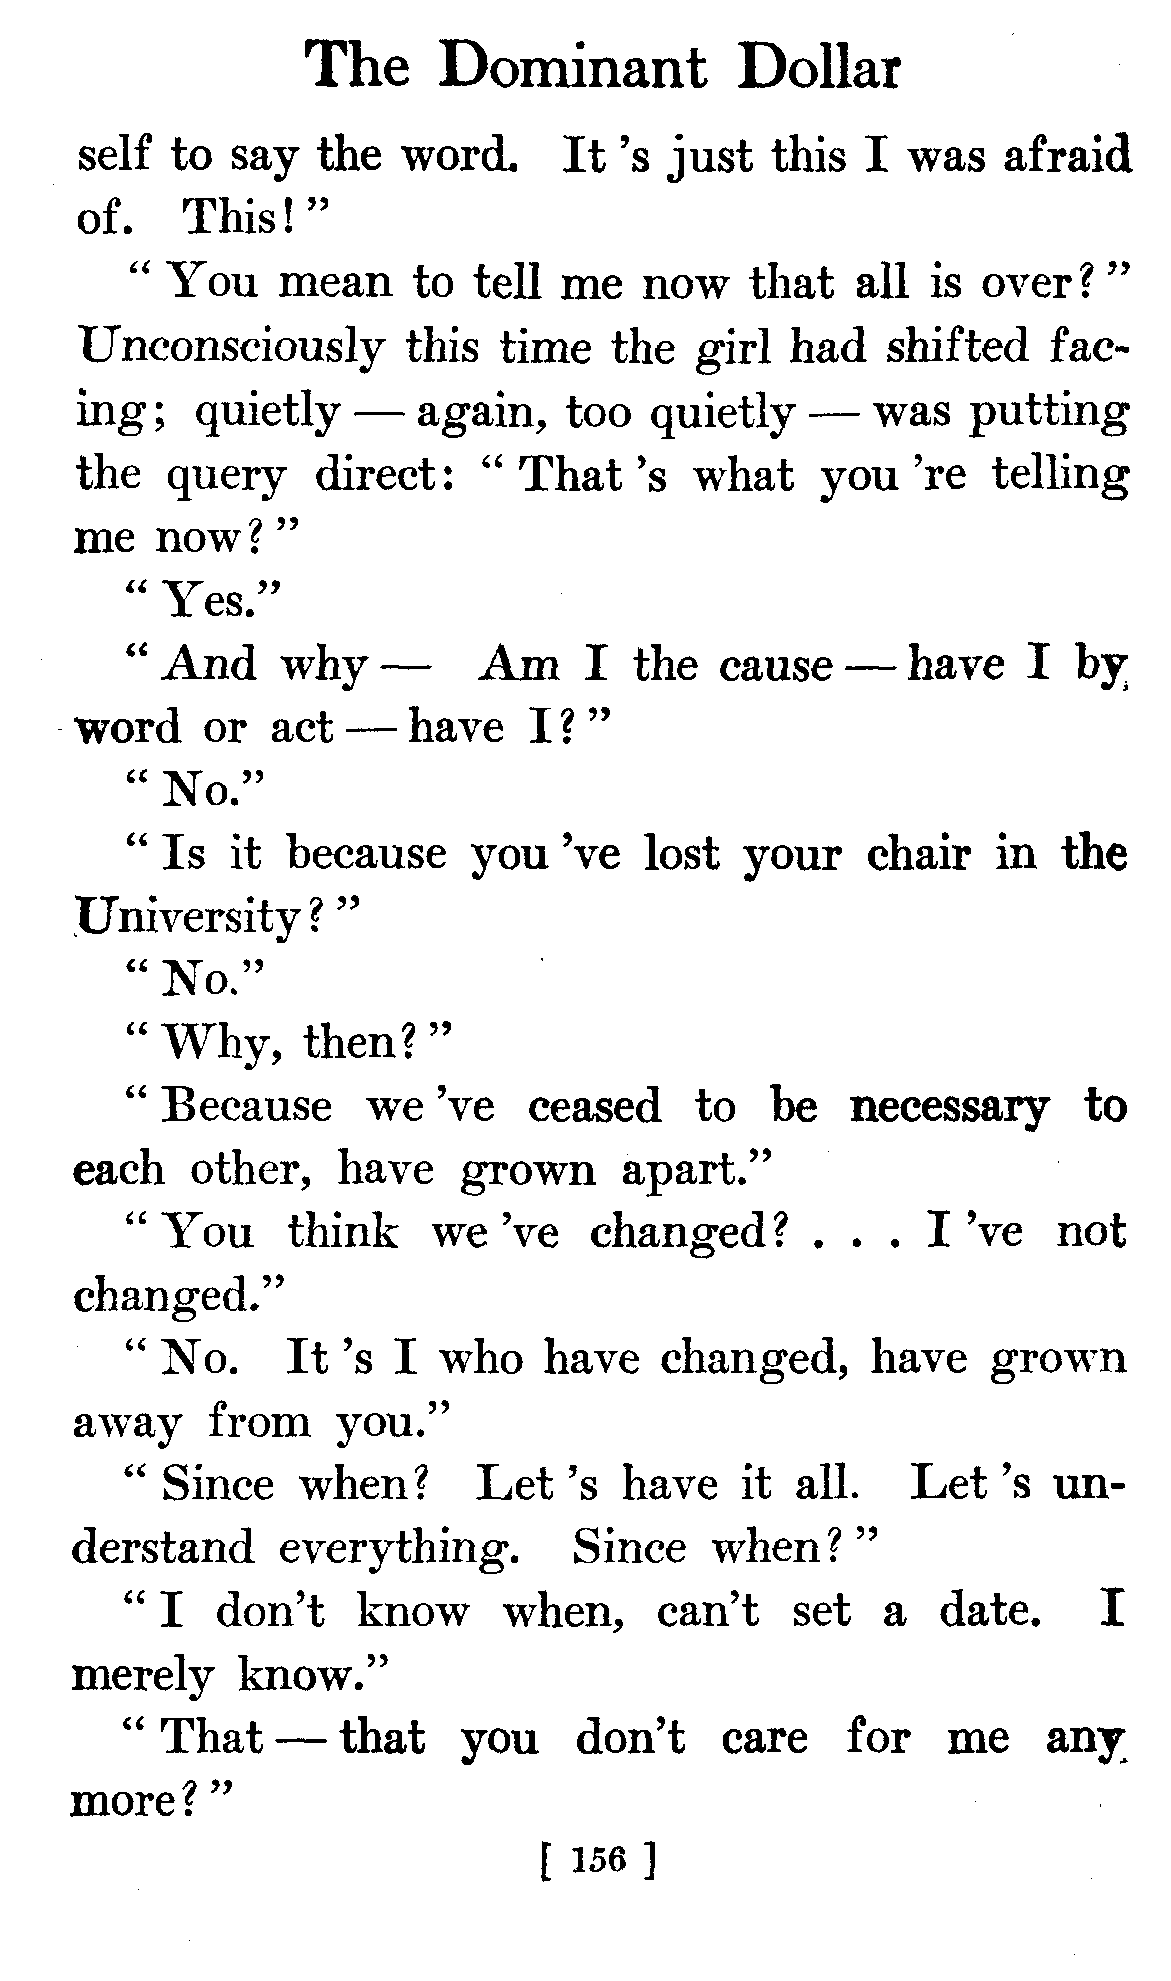 The Dominant Dollar
self to say the word. It 's just this I was afraid
of. This! "
" You mean to tell me now that all is over? "
Unconsciously this time the girl had shifted fac-
ing; quietly — again, too quietly — was putting
the query direct: " That 's what you 're telling
me now? "
" Yes."
" And why — Am I the cause — have I by
word or act — have I? "
" No."
" Is it because you 've lost your chair in the
University? "
" No."
" Why, then? "
" Because we 've ceased to be necessary to
each other, have grown apart."
" You think we 've changed? . . . I 've not
changed."
" No. It 's I who have changed, have grown
away from you."
" Since when? Let 's have it all. Let 's un-
derstand everything. Since when? "
" I don't know when, can't set a date. I
merely know."
" That — that you don't care for me any
more? "
[ 156 ]